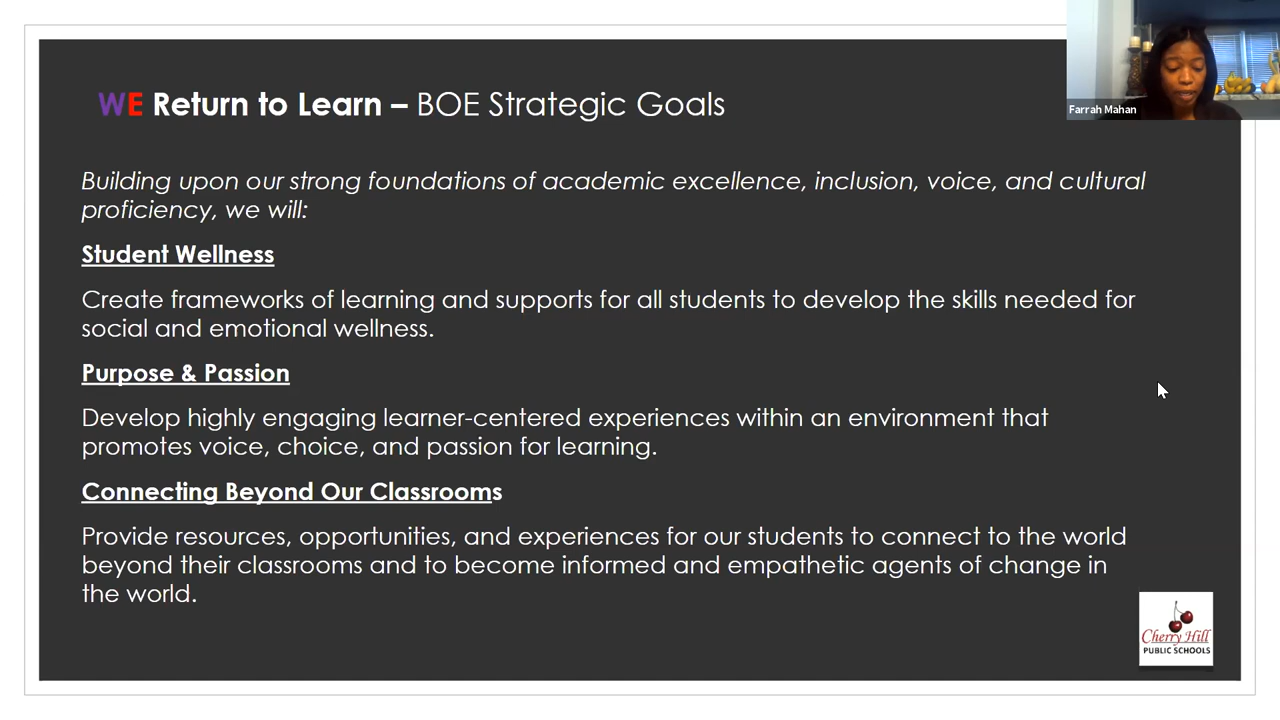 WE Return to Learn – BOE Strategic Goals
Farrah Mahan
Building upon our strong foundations of academic excellence, inclusion, voice, and cultural
proficiency, we will:
Student Wellness
Create frameworks of learning and supports for all students to develop the skills needed for
social and emotional wellness.
Purpose & Passion
Develop highly engaging learner-centered experiences within an environment that
promotes voice, choice, and passion for learning.
Connecting Beyond Our Classrooms
Provide resources, opportunities, and experiences for our students to connect to the world
beyond their classrooms and to become informed and empathetic agents of change in
the world.
Cherry Hill
PUBLIC SCHOOLS